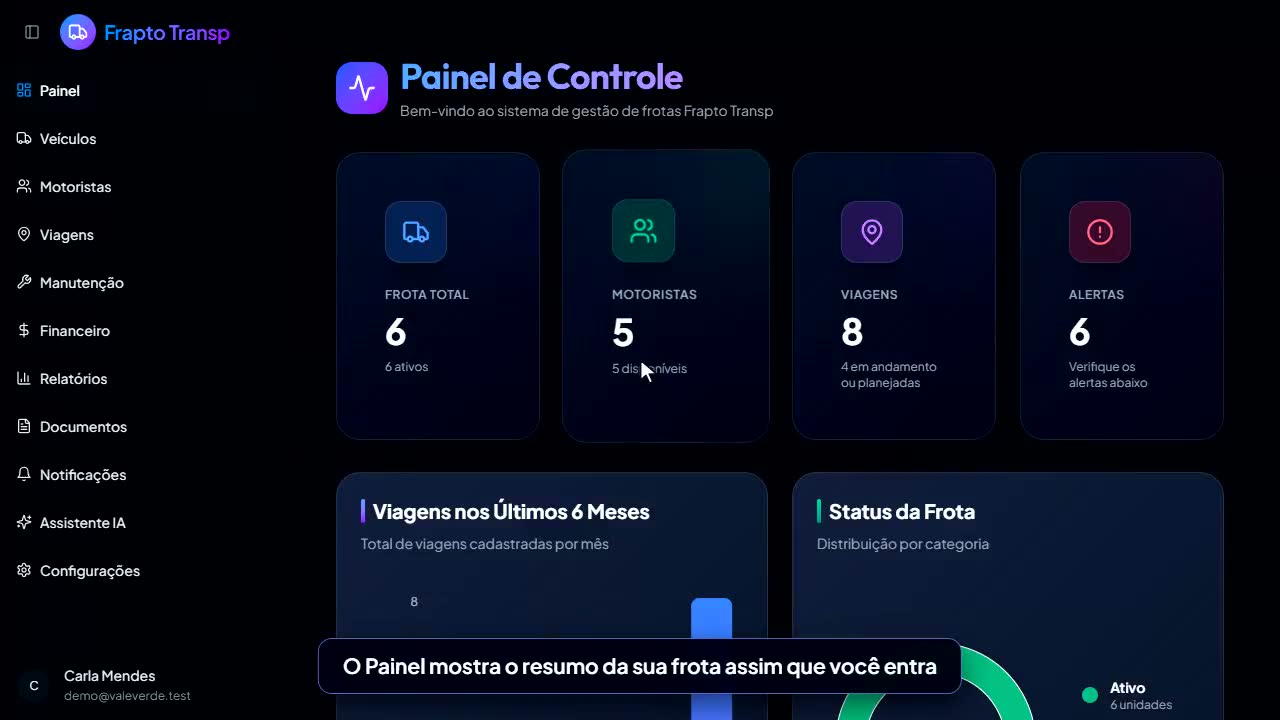 Frapto Transp
Painel
Veículos
Motoristas
Viagens
Manutenção
Financeiro
Relatórios
Documentos
Notificações
Assistente IA
Configurações
C
Carla Mendes
demo@valeverde.test
Painel de Controle
Bem-vindo ao sistema de gestão de frotas Frapto Transp
FROTA TOTAL
6
6 ativos
MOTORISTAS
5
5 disponíveis
VIAGENS
8
4 em andamento
ou planejadas
ALERTAS
6
Verifique os
alertas abaixo
Viagens nos Últimos 6 Meses
Total de viagens cadastradas por mês
8
Status da Frota
Distribuição por categoria
Ativo
6 unidades
O Painel mostra o resumo da sua frota assim que você entra